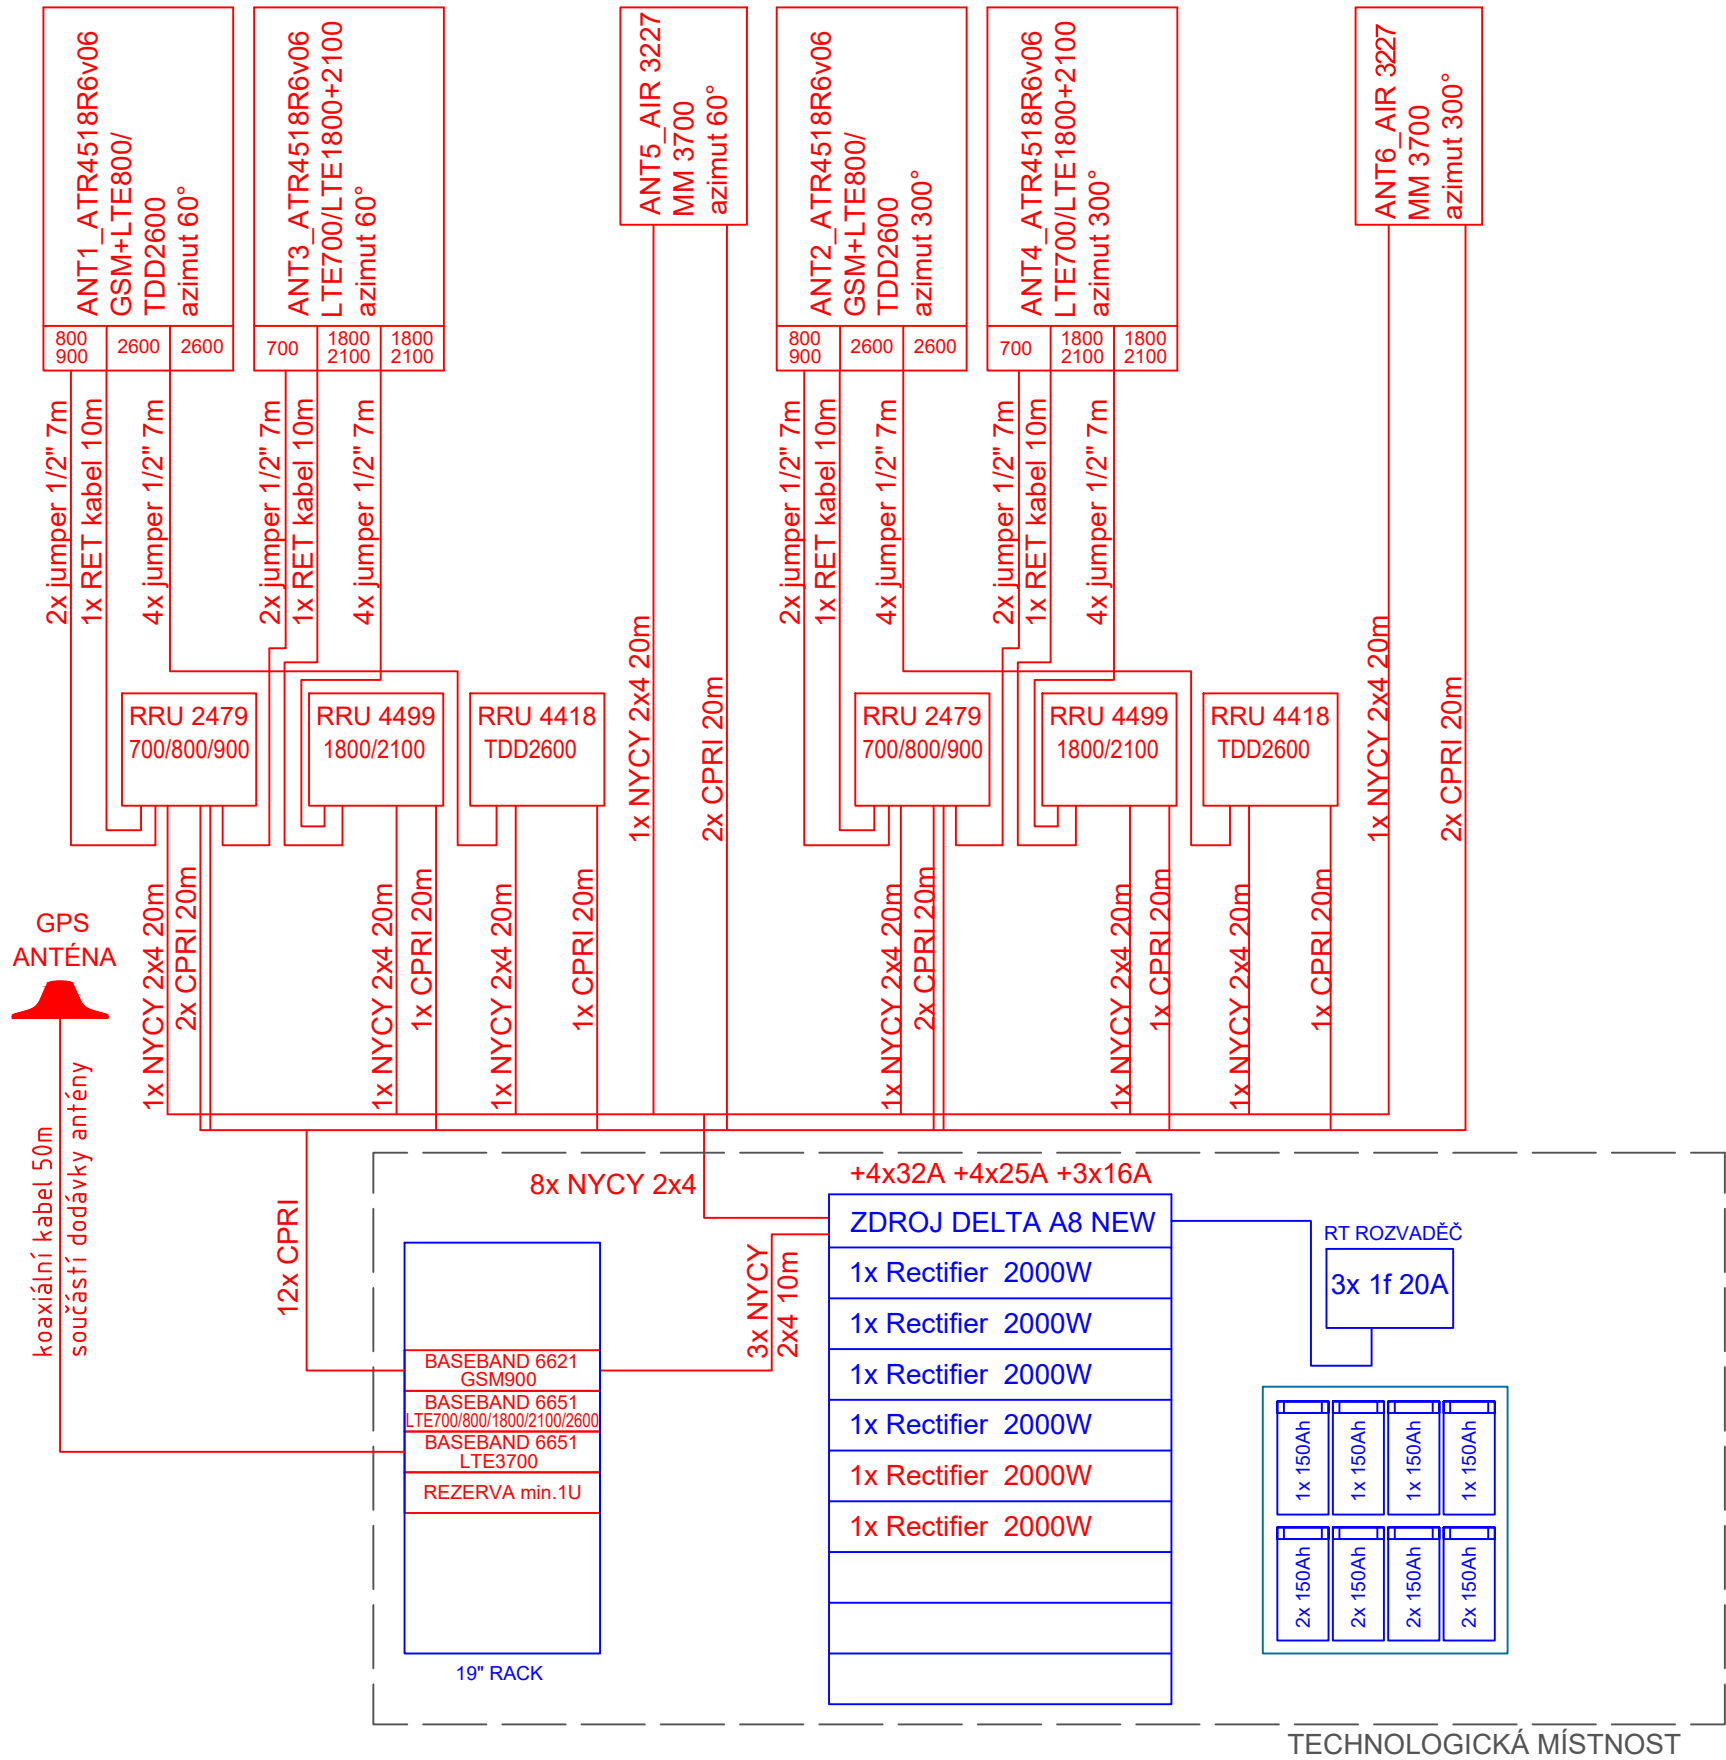 ANT1_ATR4518R6v06
GSM+LTE800/
TDD2600
azimut 60°
800
900
2600
2600
ANT3_ATR4518R6v06
LTE700/LTE1800+2100
azimut 60°
700
1800
2100
1800
2100
ANT5_AIR 3227
MM 3700
azimut 60°
ANT2_ATR4518R6v06
GSM+LTE800/
TDD2600
azimut 300°
800
900
2600
2600
ANT4_ATR4518R6v06
LTE700/LTE1800+2100
azimut 300°
700
1800
2100
1800
2100
ANT6_AIR 3227
MM 3700
azimut 300°
2x jumper 1/2" 7m
1x RET kabel 10m
4x jumper 1/2" 7m
2x jumper 1/2" 7m
1x RET kabel 10m
4x jumper 1/2" 7m
1x NYCY 2x4 20m
2x CPRI 20m
2x jumper 1/2" 7m
1x RET kabel 10m
4x jumper 1/2" 7m
2x jumper 1/2" 7m
1x RET kabel 10m
4x jumper 1/2" 7m
1x NYCY 2x4 20m
2x CPRI 20m
RRU 2479
700/800/900
RRU 4499
1800/2100
RRU 4418
TDD2600
RRU 2479
700/800/900
RRU 4499
1800/2100
RRU 4418
TDD2600
1x NYCY 2x4 20m
2x CPRI 20m
1x NYCY 2x4 20m
1x CPRI 20m
1x NYCY 2x4 20m
1x CPRI 20m
1x NYCY 2x4 20m
2x CPRI 20m
1x NYCY 2x4 20m
1x CPRI 20m
1x NYCY 2x4 20m
1x CPRI 20m
GPS
ANTÉNA
koaxiální kabel 50m
součástí dodávky antény
12x CPRI
8x NYCY 2x4
+4x32A +4x25A +3x16A
3x NYCY
2x4 10m
BASEBAND 6621
GSM900
BASEBAND 6651
LTE700/800/1800/2100/2600
BASEBAND 6651
LTE3700
REZERVA min.1U
19" RACK
ZDROJ DELTA A8 NEW
1x Rectifier 2000W
1x Rectifier 2000W
1x Rectifier 2000W
1x Rectifier 2000W
1x Rectifier 2000W
1x Rectifier 2000W
RT ROZVADĚČ
3x 1f 20A
1x 150Ah
1x 150Ah
1x 150Ah
1x 150Ah
2x 150Ah
2x 150Ah
2x 150Ah
2x 150Ah
TECHNOLOGICKÁ MÍSTNOST